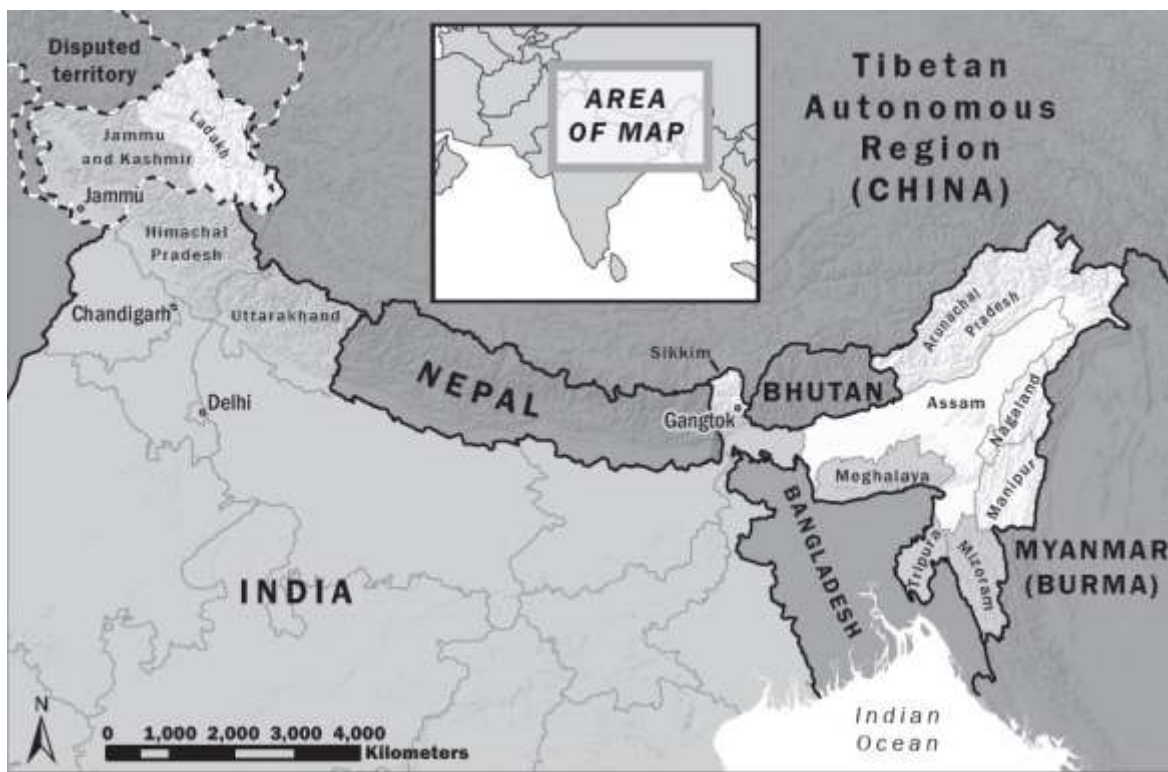 Disputed
territory
Jammu
and Kashmir
Ladakh
Jammu
Himachal
Pradesh
Chandigarh
Uttarakhand
Delhi
AREA
OF MAP
Tibetan
Autonomous
Region
(CHINA)
NEPAL
Sikkim
Gangtok
BHUTAN
Arunachal
Pradesh
Assam
Nagaland
Meghalaya
Manipur
BANGLADESH
Tripura
Mizoram
MYANMAR
(BURMA)
INDIA
Indian
Ocean
N
0 1,000 2,000 3,000 4,000
Kilometers